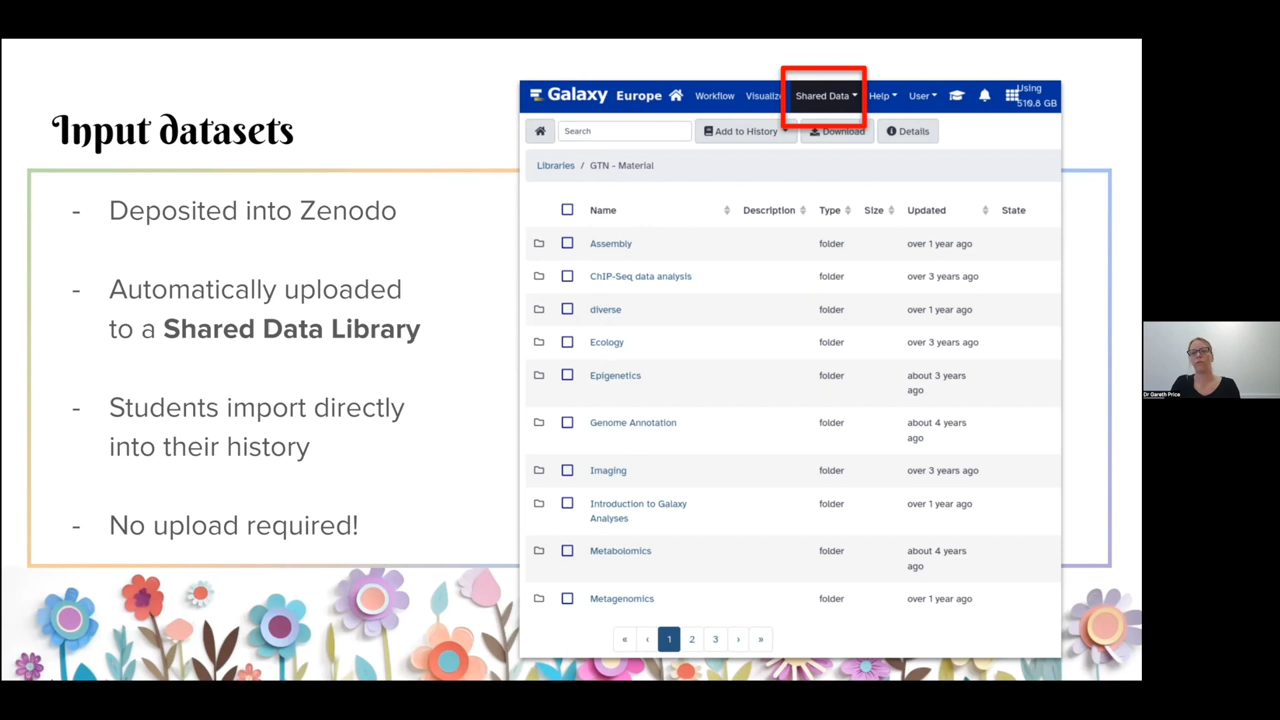 Input datasets
- Deposited into Zenodo
- Automatically uploaded
to a Shared Data Library
- Students import directly
into their history
- No upload required!
Galaxy Europe Workflow Visualize Shared Data Help User Using 510.8 GB
Search Add to History Download Details
Libraries / GTN - Material
Name Description Type Size Updated State
Assembly folder over 1 year ago
ChIP-Seq data analysis folder over 3 years ago
diverse folder over 1 year ago
Ecology folder over 3 years ago
Epigenetics folder about 3 years
ago
Genome Annotation folder about 4 years
ago
Imaging folder over 3 years ago
Introduction to Galaxy folder over 1 year ago
Analyses
Metabolomics folder about 4 years
ago
Metagenomics folder over 1 year ago
« ‹ 1 2 3 › »
Dr Gareth Price